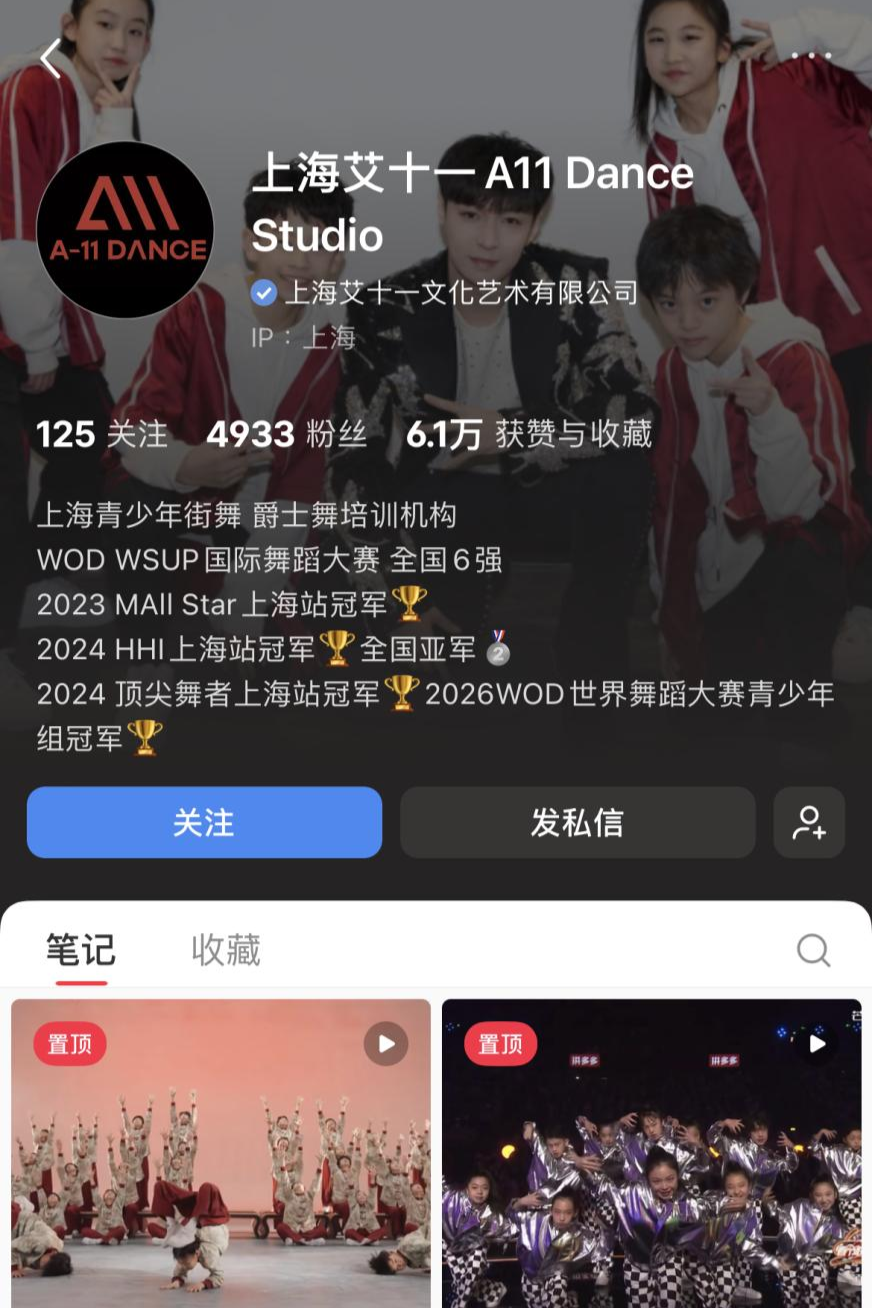 上海艾十一A11 Dance
Studio
AM
A-11 DANCE
上海艾十一文化艺术有限公司
IP：上海
125 关注 4933 粉丝 6.1万 获赞与收藏
上海青少年街舞 爵士舞培训机构
WOD WSUP国际舞蹈大赛 全国6强
2023 MAll Star上海站冠军🏆
2024 HHI上海站冠军🏆全国亚军🥈
2024 顶尖舞者上海站冠军🏆2026WOD世界舞蹈大赛青少年
组冠军🏆
关注 发私信
笔记 收藏
置顶 置顶
拼多多 拼多多